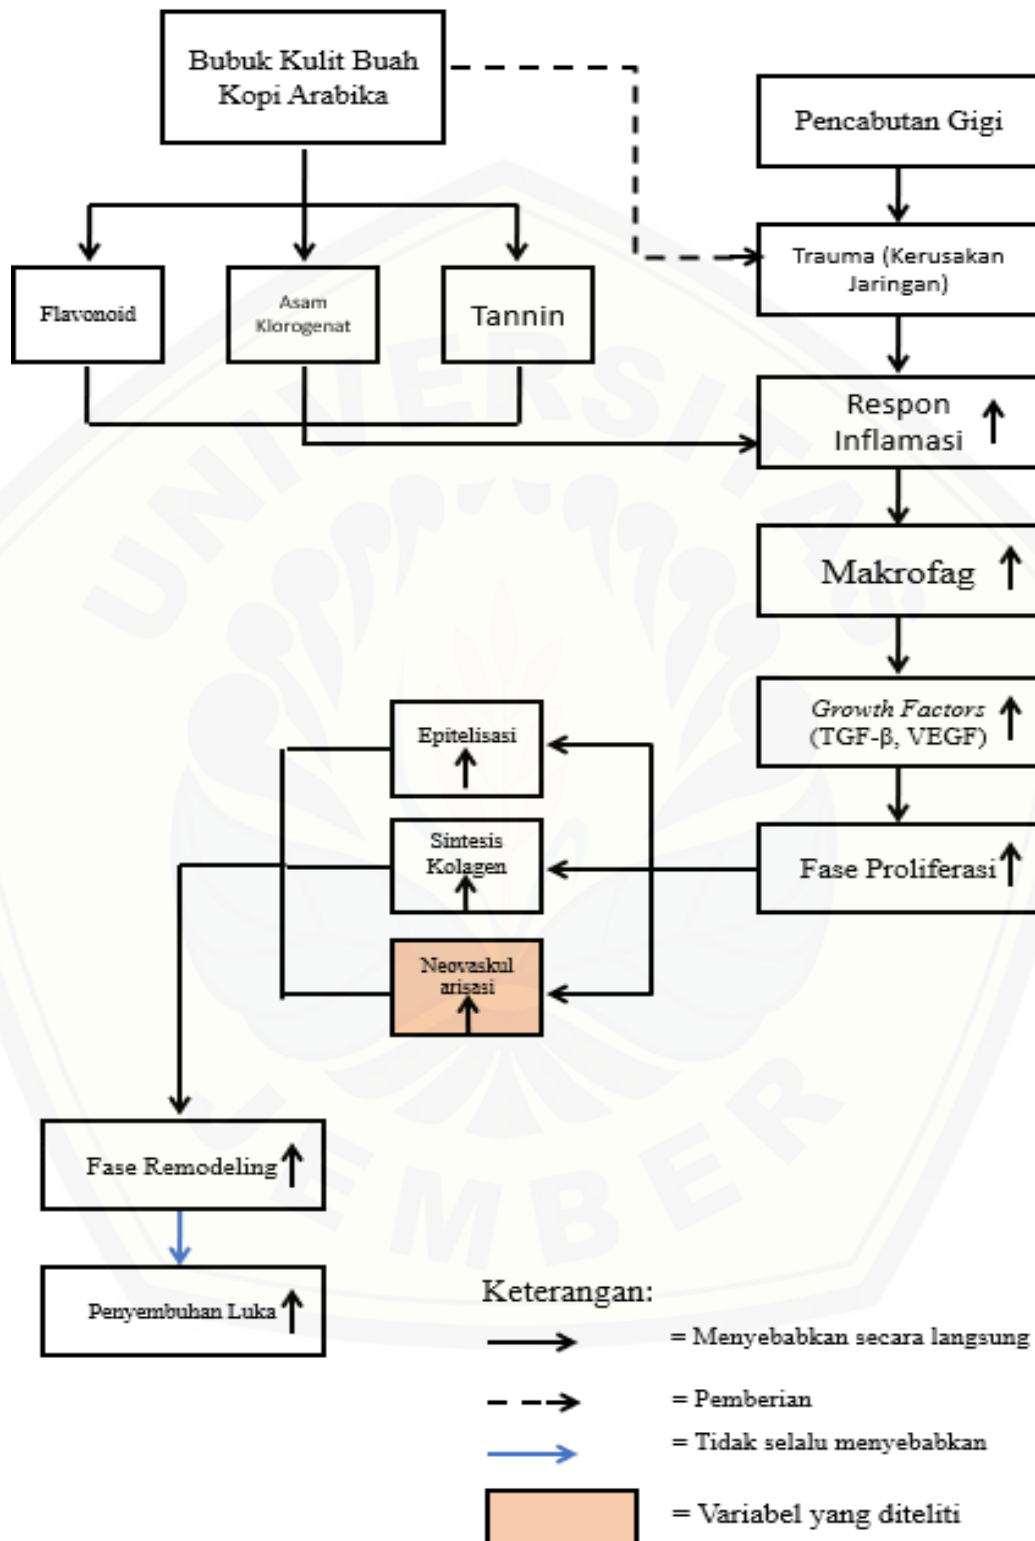 Bubuk Kulit Buah
Kopi Arabika
Pencabutan Gigi
Trauma (Kerusakan
Jaringan)
Flavonoid
Asam
Klorogenat
Tannin
Respon
Inflamasi
Makrofag
Growth Factors
(TGF-β, VEGF)
Fase Proliferasi
Epitelisasi
Sintesis
Kolagen
Neovaskul
arisasi
Fase Remodeling
Penyembuhan Luka
Keterangan:
= Menyebabkan secara langsung
= Pemberian
= Tidak selalu menyebabkan
= Variabel yang diteliti
UNIVERSITAS
JEMBER